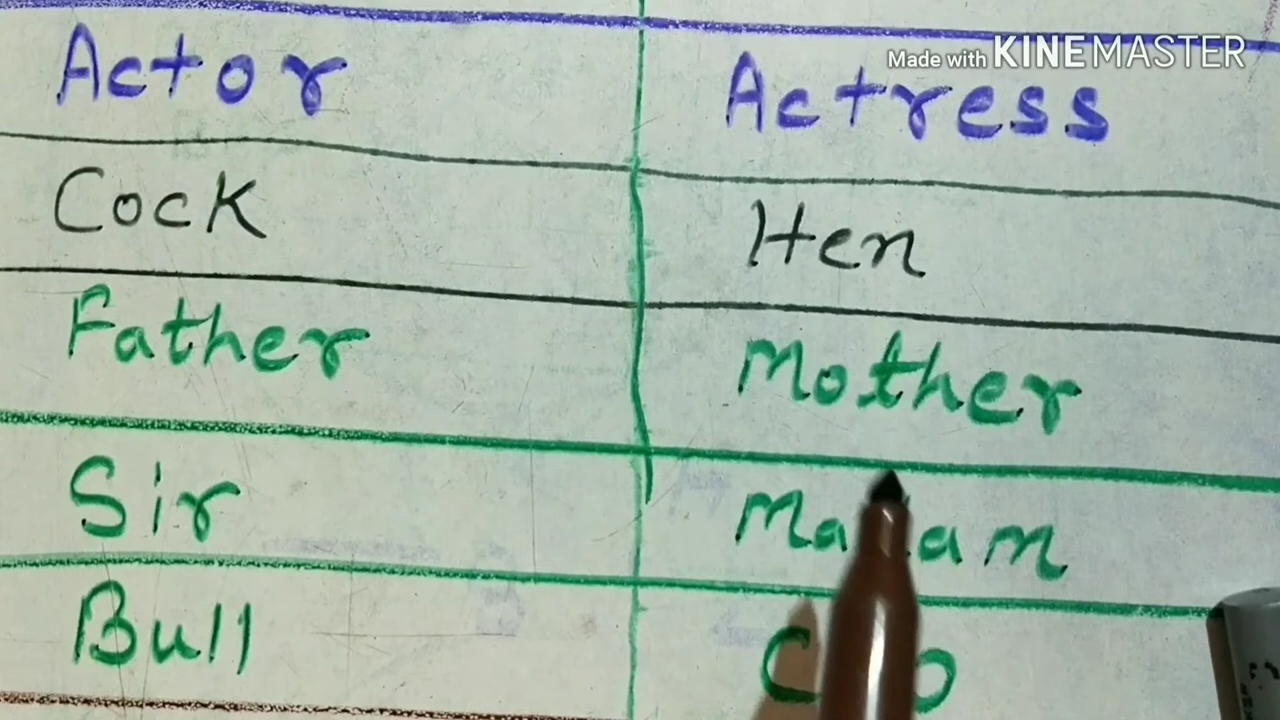 Made with KINEMASTER
Actor Actress
Cock Hen
Father Mother
Sir
Bull